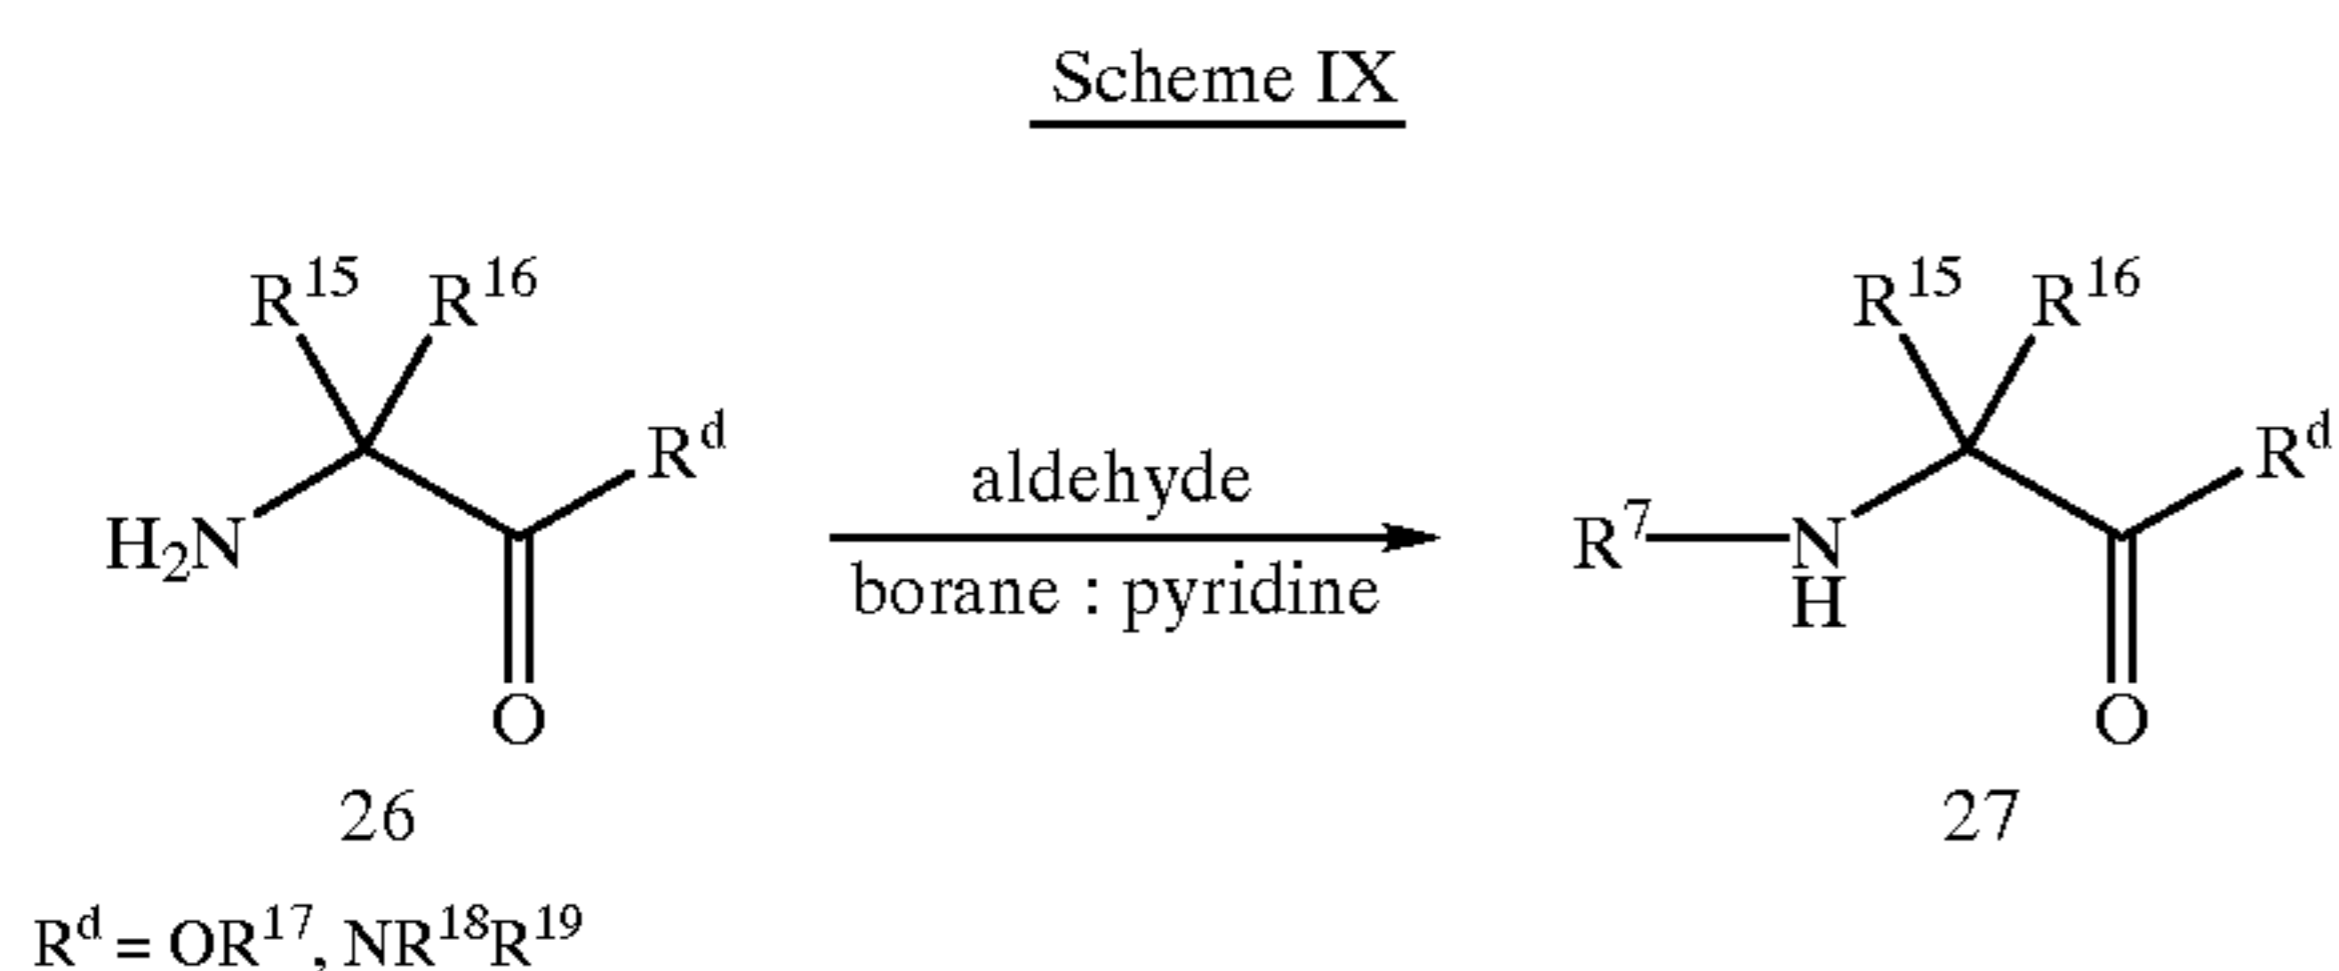 Scheme IX
R¹⁵ R¹⁶ R¹⁵ R¹⁶
Rᵈ aldehyde Rᵈ
H₂N borane : pyridine R⁷ N
H
O O
26 27
Rᵈ = OR¹⁷, NR¹⁸R¹⁹